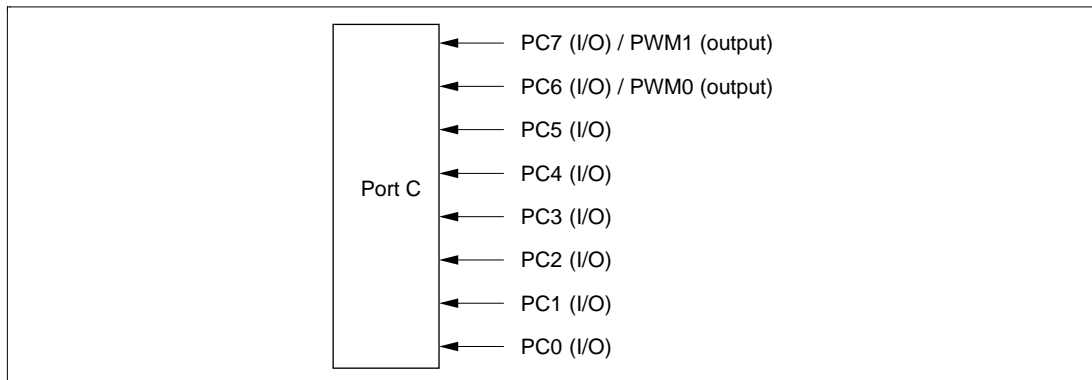 PC7 (I/O) / PWM1 (output)
PC6 (I/O) / PWM0 (output)
PC5 (I/O)
PC4 (I/O)
Port C
PC3 (I/O)
PC2 (I/O)
PC1 (I/O)
PC0 (I/O)